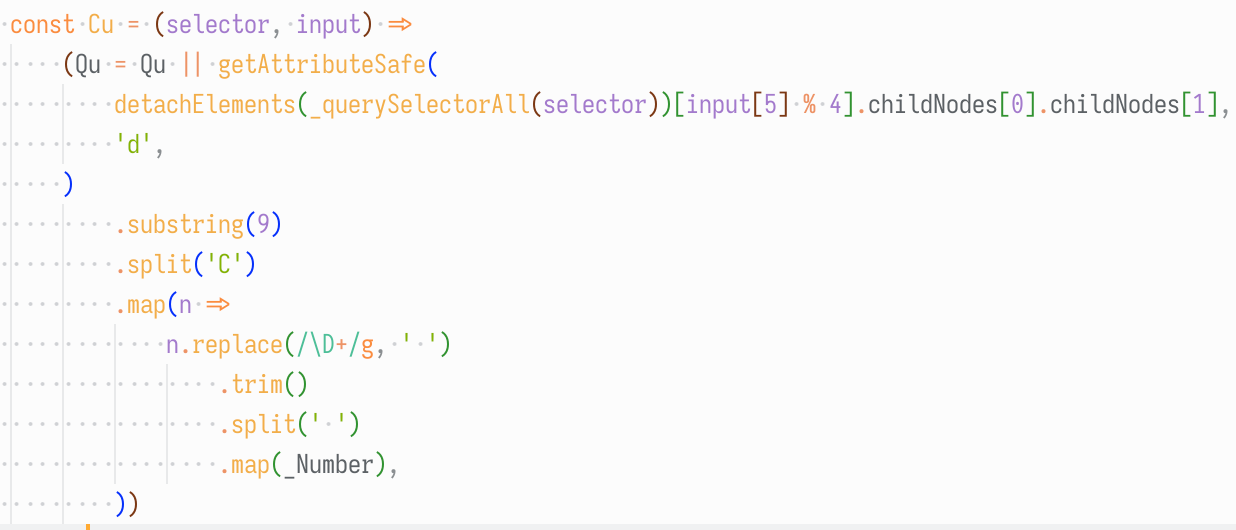 const Cu = (selector, input) =>
    (Qu = Qu || getAttributeSafe(
        detachElements(_querySelectorAll(selector))[input[5] % 4].childNodes[0].childNodes[1],
        'd',
    )
        .substring(9)
        .split('C')
        .map(n =>
            n.replace(/\D+/g, ' ')
                .trim()
                .split(' ')
                .map(_Number),
        ))